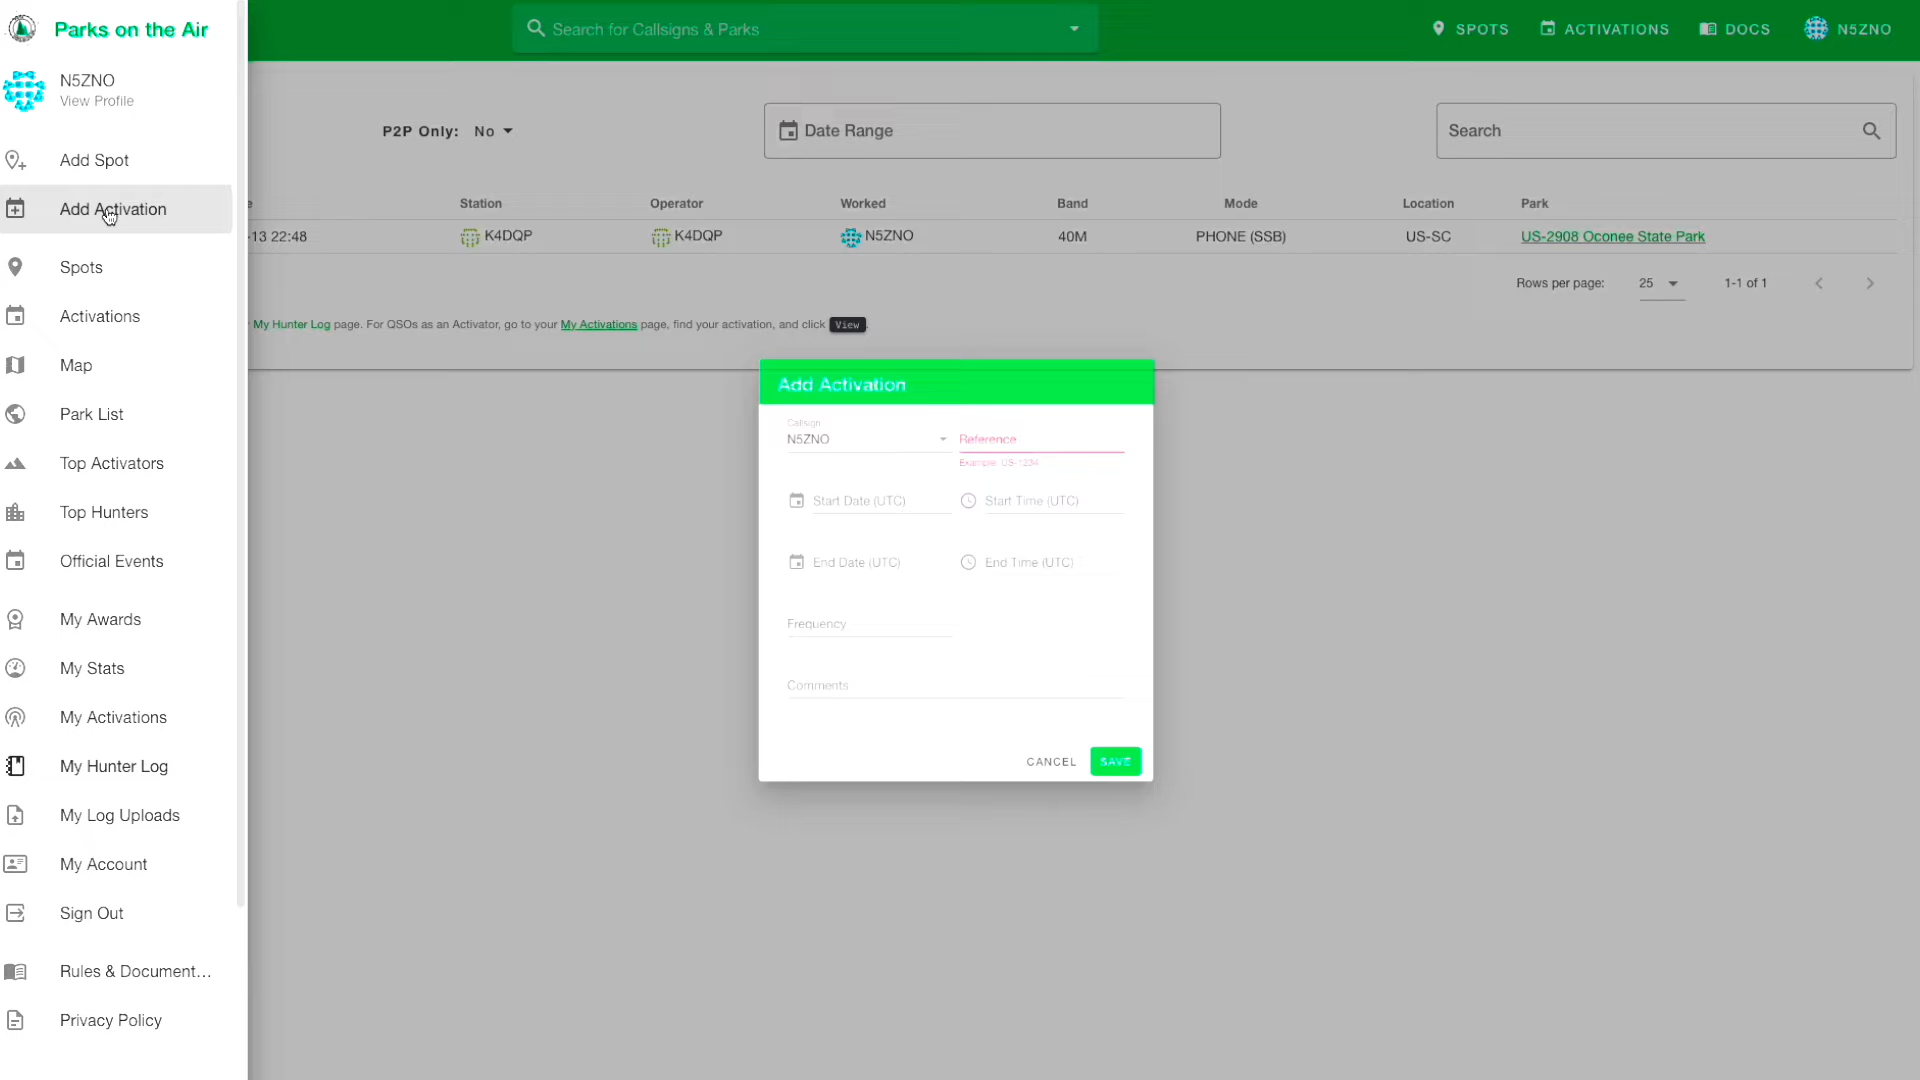 Parks on the Air
N5ZNO
View Profile
Add Spot
Add Activation
Spots
Activations
Map
Park List
Top Activators
Top Hunters
Official Events
My Awards
My Stats
My Activations
My Hunter Log
My Log Uploads
My Account
Sign Out
Rules & Document...
Privacy Policy
Search for Callsigns & Parks
SPOTS ACTIVATIONS DOCS N5ZNO
P2P Only: No Date Range Search
e Station Operator Worked Band Mode Location Park
-13 22:48 K4DQP K4DQP N5ZNO 40M PHONE (SSB) US-SC US-2908 Oconee State Park
Rows per page: 25 1-1 of 1
My Hunter Log page. For QSOs as an Activator, go to your My Activations page, find your activation, and click View
Add Activation
Callsign
N5ZNO Reference
Example: US-1234
Start Date (UTC) Start Time (UTC)
End Date (UTC) End Time (UTC)
Frequency
Comments
CANCEL SAVE